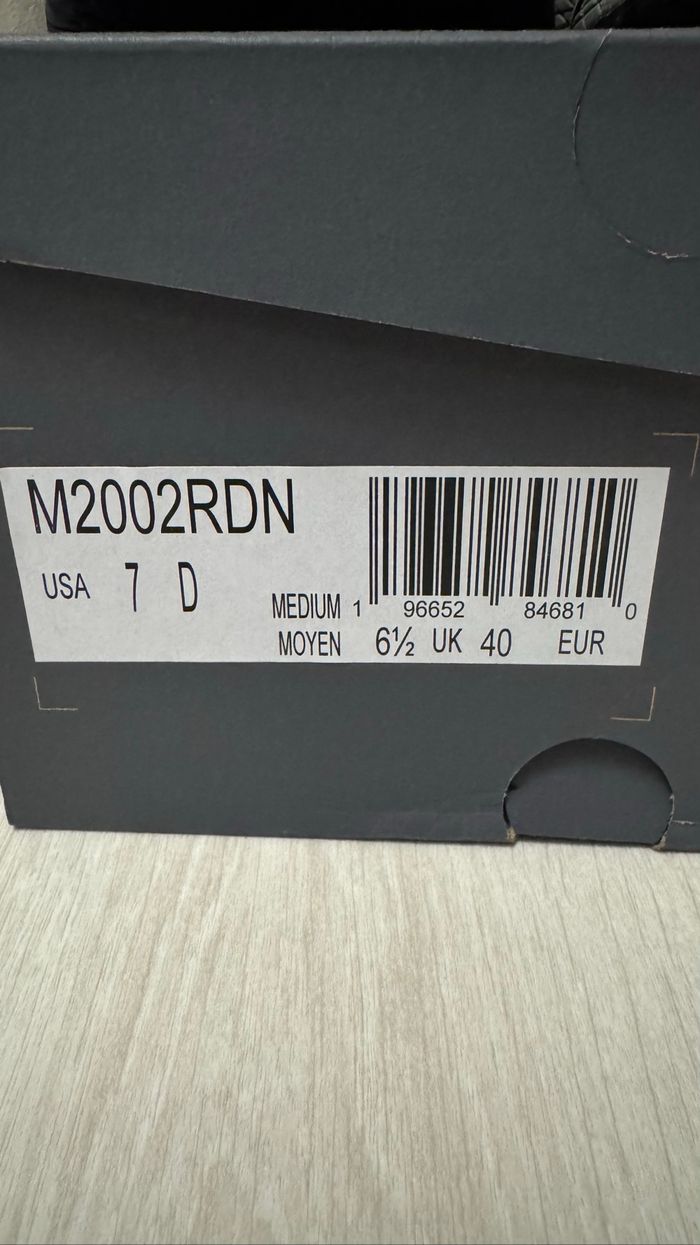 M2002RDN
USA 7 D
MEDIUM 1 96652 84681 0
MOYEN 6½ UK 40 EUR